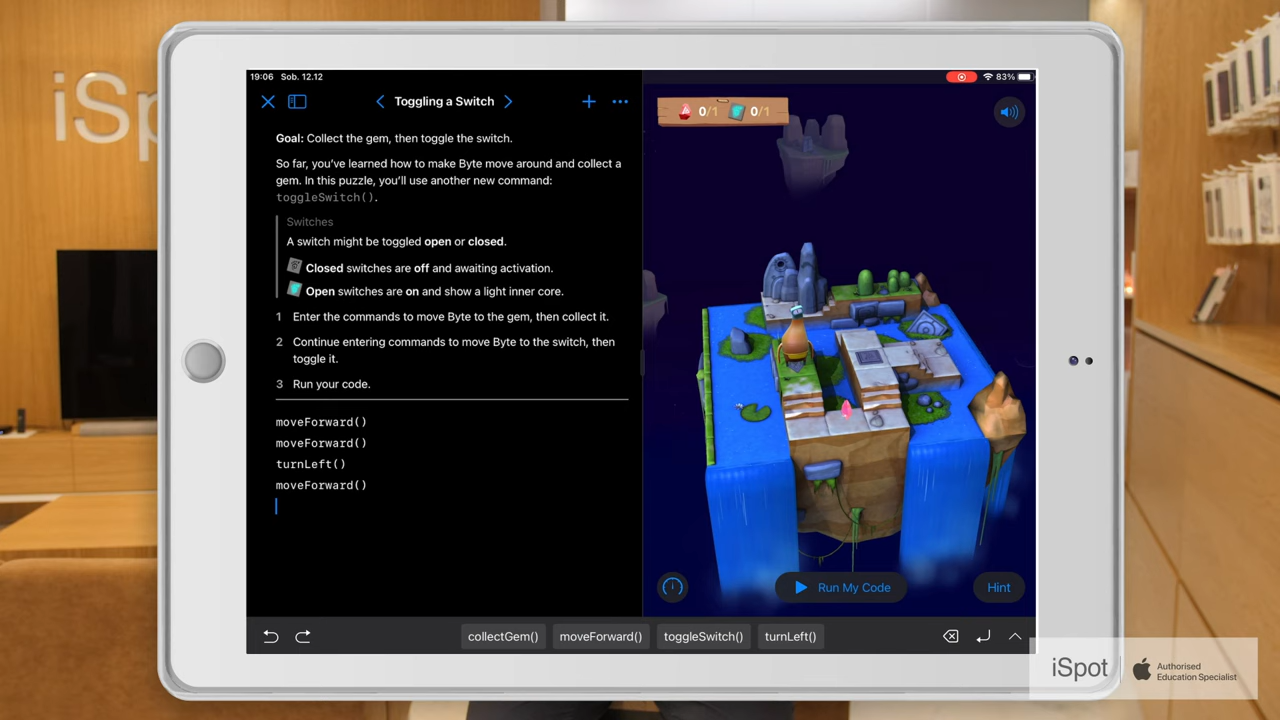 iSp
19:06 Sob. 12.12
83%
Toggling a Switch
Goal: Collect the gem, then toggle the switch.
So far, you've learned how to make Byte move around and collect a
gem. In this puzzle, you'll use another new command:
toggleSwitch().
Switches
A switch might be toggled open or closed.
Closed switches are off and awaiting activation.
Open switches are on and show a light inner core.
1 Enter the commands to move Byte to the gem, then collect it.
2 Continue entering commands to move Byte to the switch, then
toggle it.
3 Run your code.
moveForward()
moveForward()
turnLeft()
moveForward()
0/1 0/1
Run My Code
Hint
collectGem() moveForward() toggleSwitch() turnLeft()
iSpot
Authorised
Education Specialist